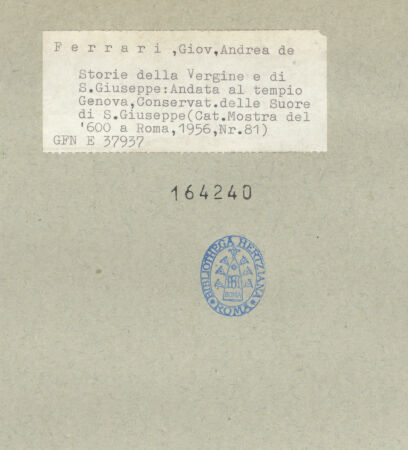 F e r r a r i ,Giov,Andrea de
Storie della Vergine e di
S.Giuseppe:Andata al tempio
Genova,Conservat.delle Suore
di S.Giuseppe(Cat.Mostra del
'600 a Roma,1956,Nr.81)
GFN E 37937
164240
BIBLIOTHECA HERTZIANA
ROMA
ROMA